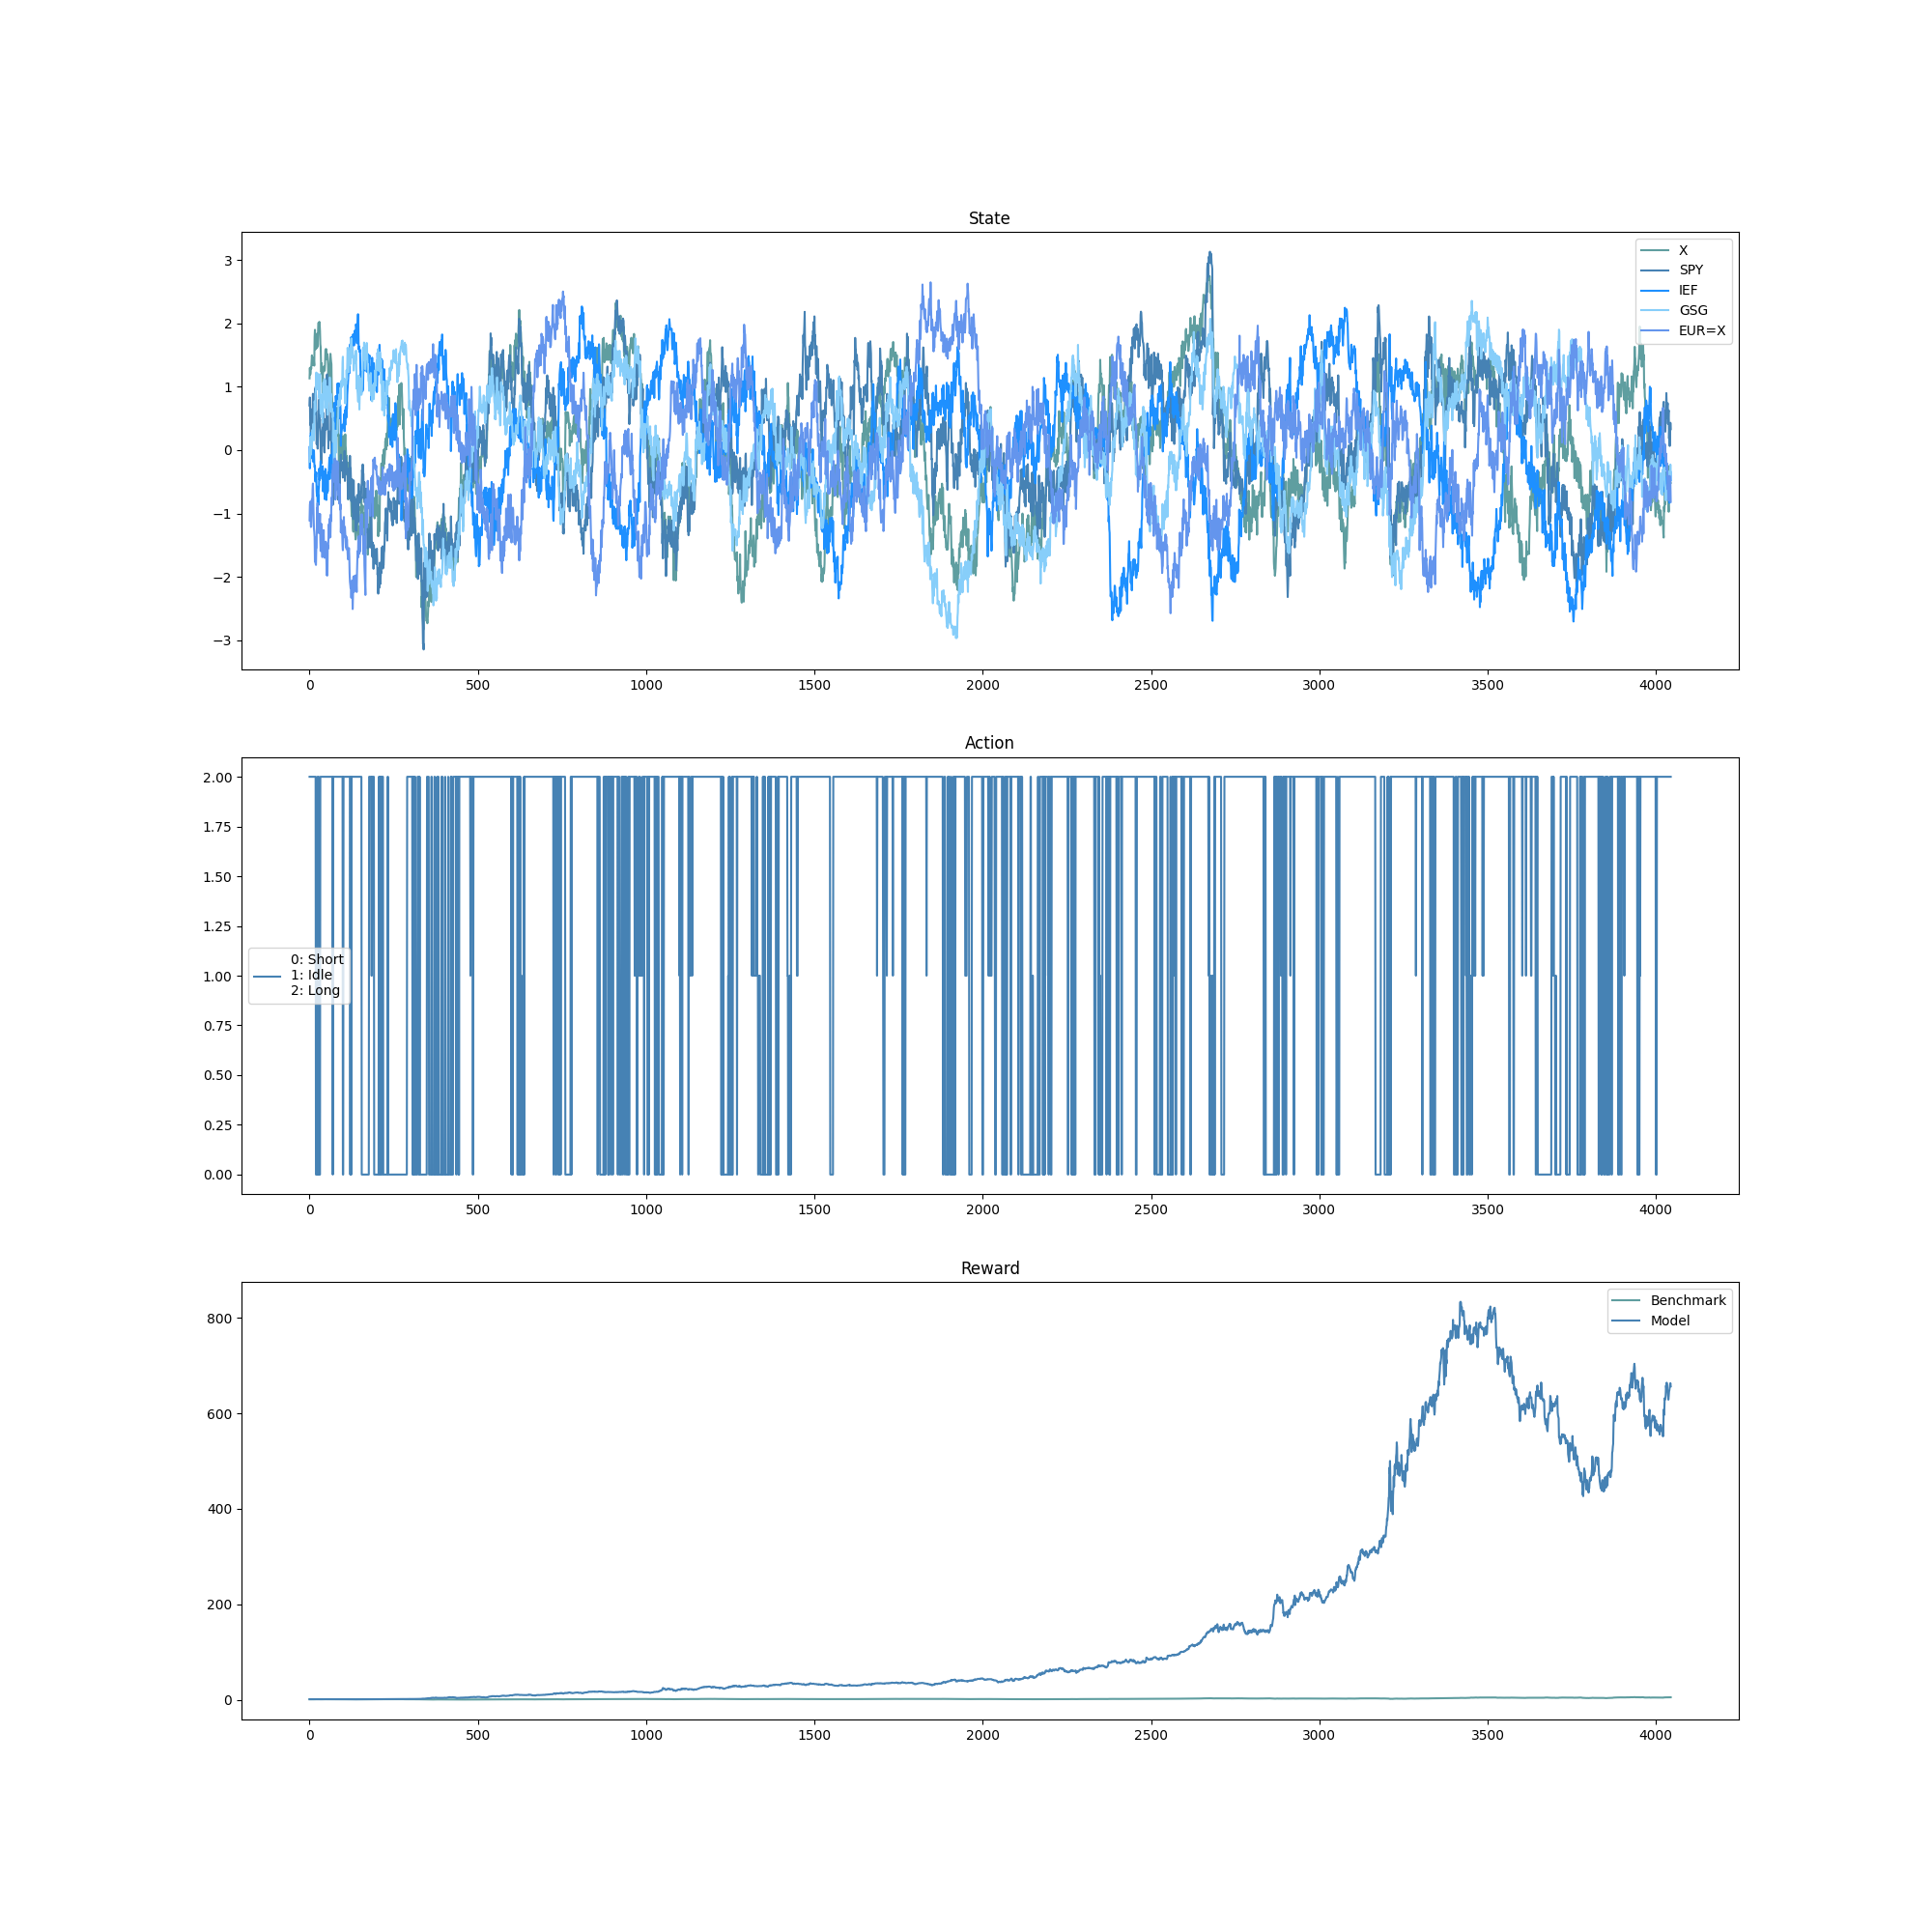 State
3
2
1
0
−1
−2
−3
X
SPY
IEF
GSG
EUR=X
0 500 1000 1500 2000 2500 3000 3500 4000
Action
2.00
1.75
1.50
1.25
1.00
0.75
0.50
0.25
0.00
0: Short
1: Idle
2: Long
0 500 1000 1500 2000 2500 3000 3500 4000
Reward
800
600
400
200
0
Benchmark
Model
0 500 1000 1500 2000 2500 3000 3500 4000